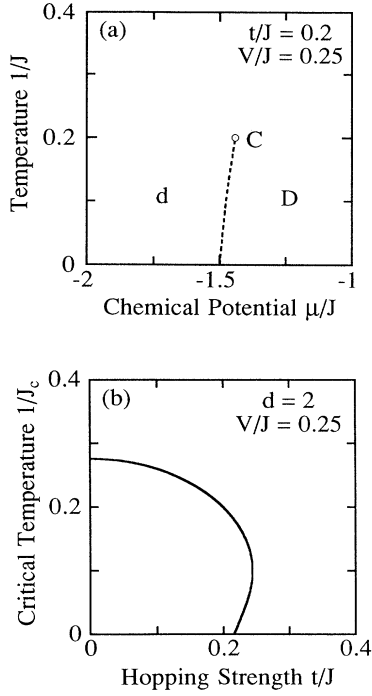 (a)
t/J = 0.2
V/J = 0.25
Temperature 1/J
0.4
0.2
0
C
d
D
-2
-1.5
-1
Chemical Potential μ/J
(b)
d = 2
V/J = 0.25
Critical Temperature 1/Jc
0.4
0.2
0
0
0.2
0.4
Hopping Strength t/J